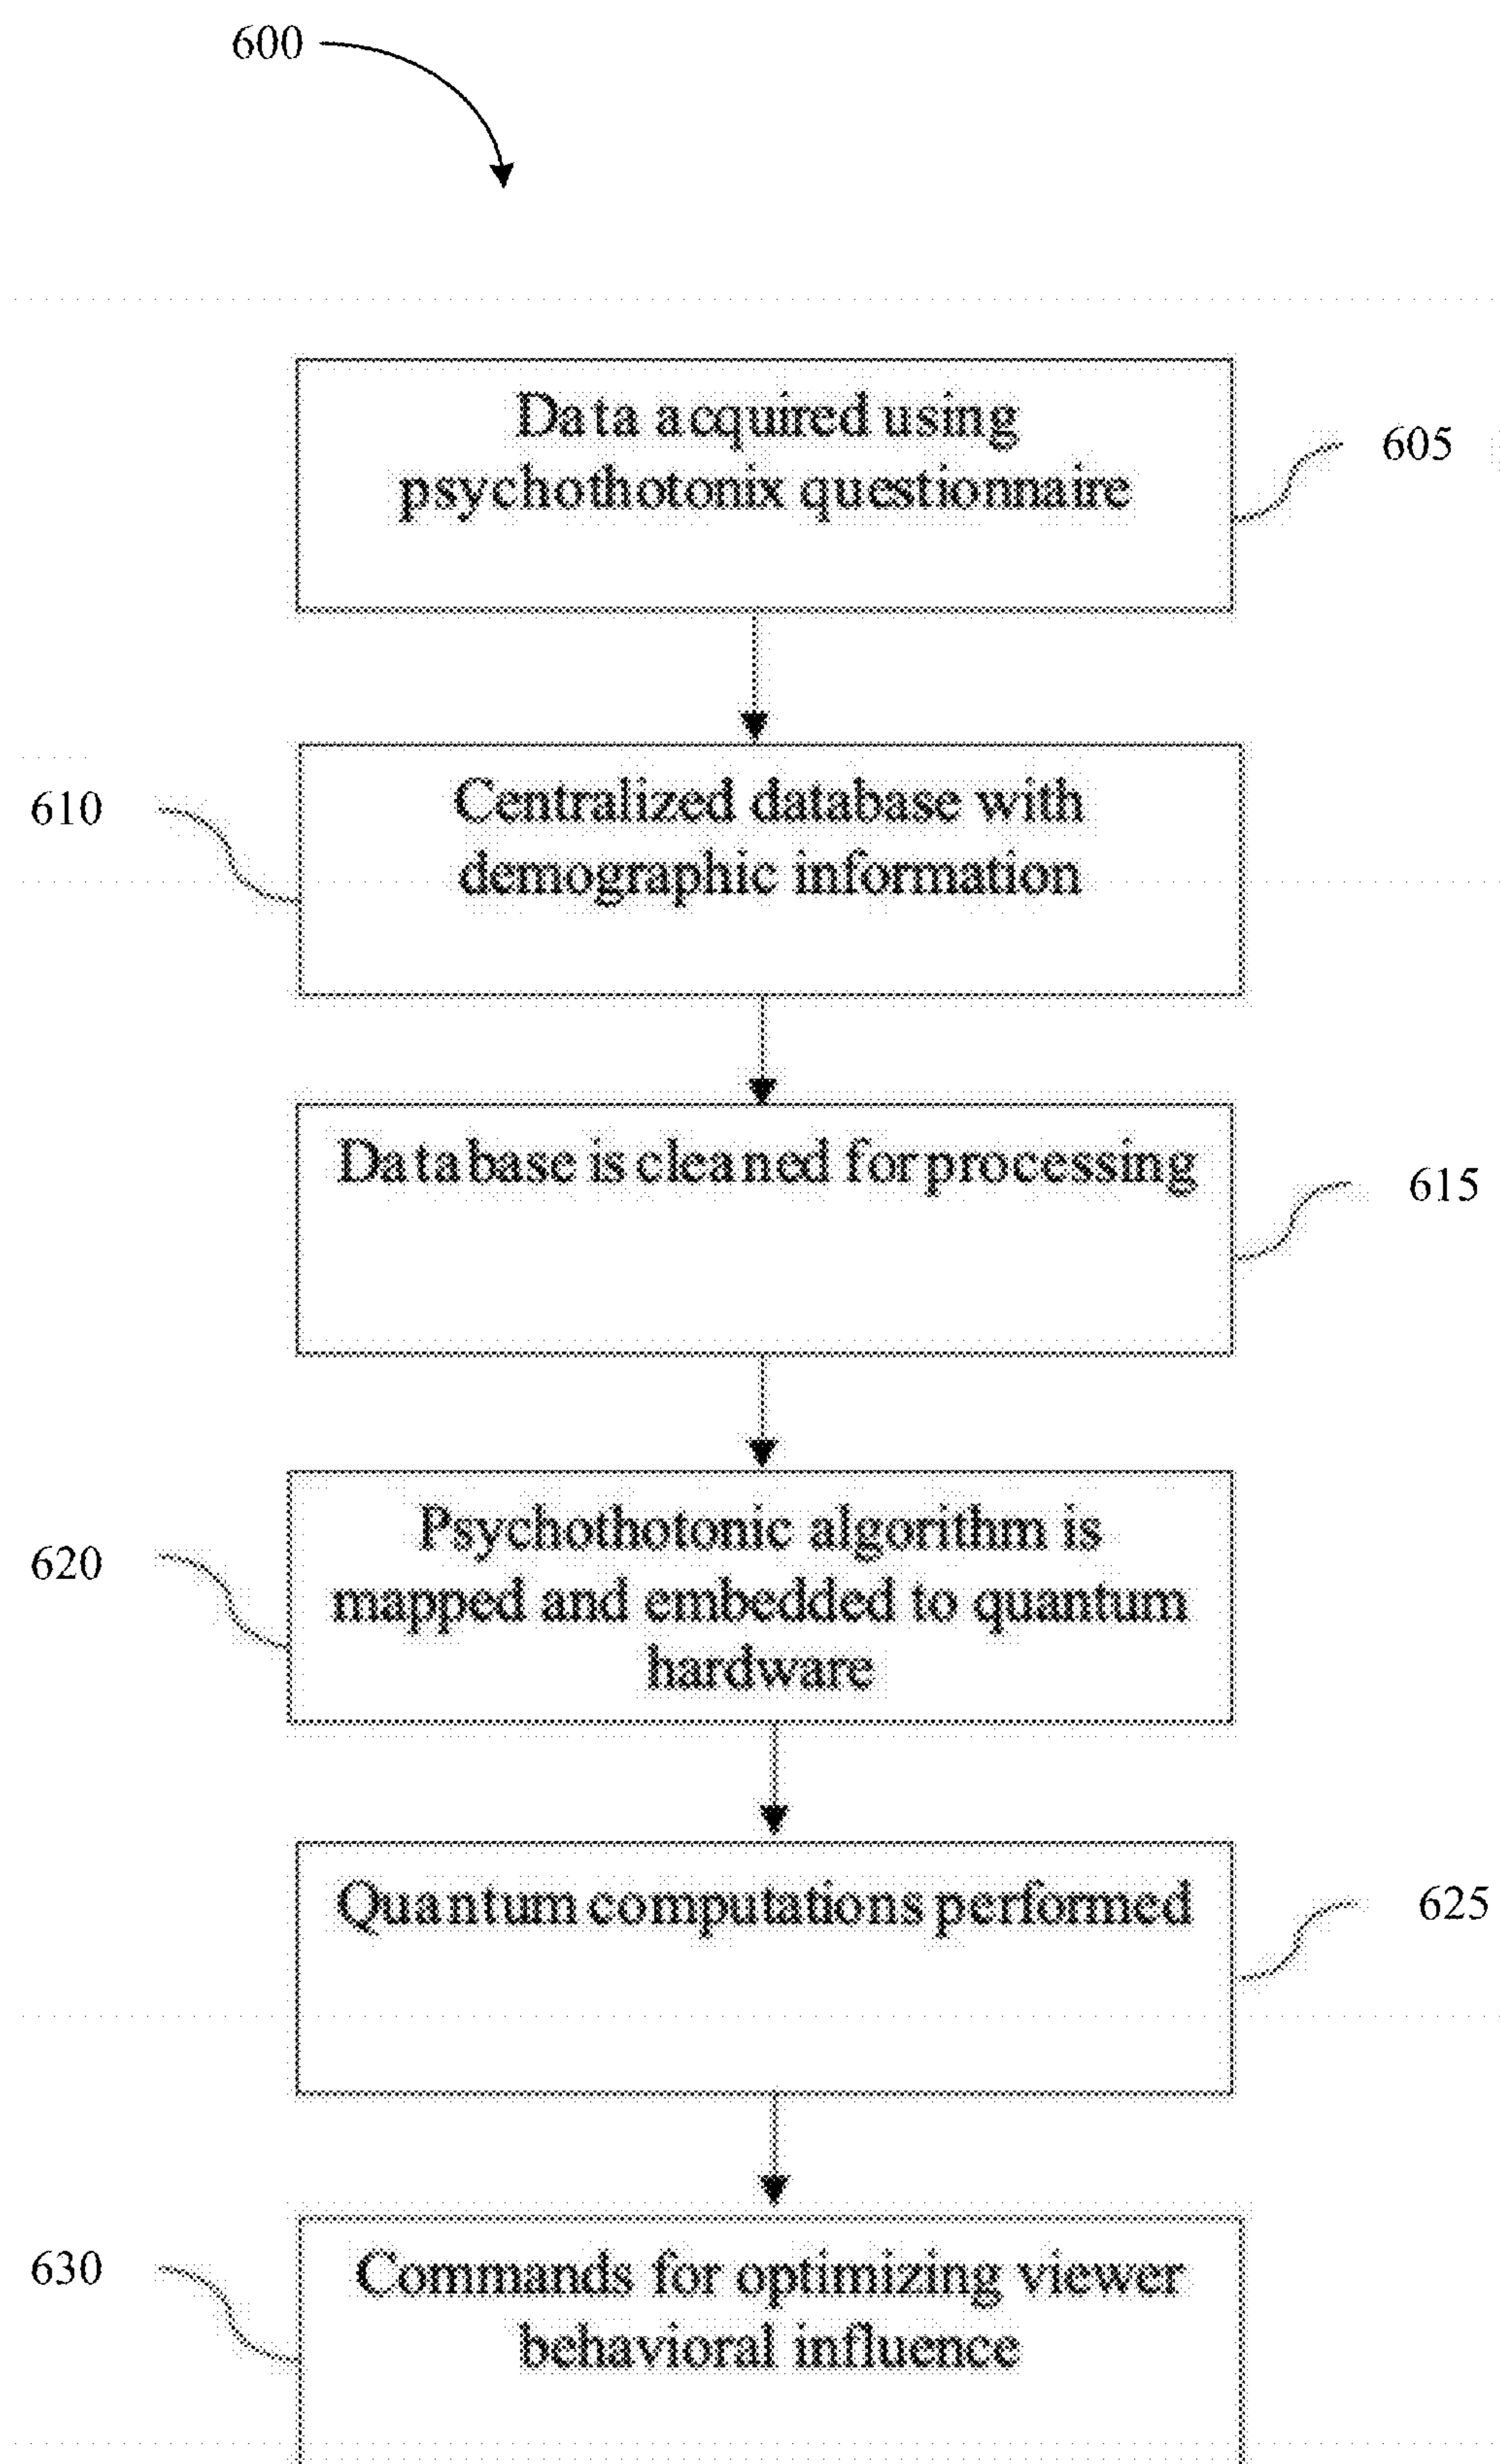 600
Data acquired using
psychothotonix questionnaire
605
Centralized database with
demographic information
610
Database is cleaned for processing
615
Psychothotonic algorithm is
mapped and embedded to quantum
hardware
620
Quantum computations performed
625
Commands for optimizing viewer
behavioral influence
630